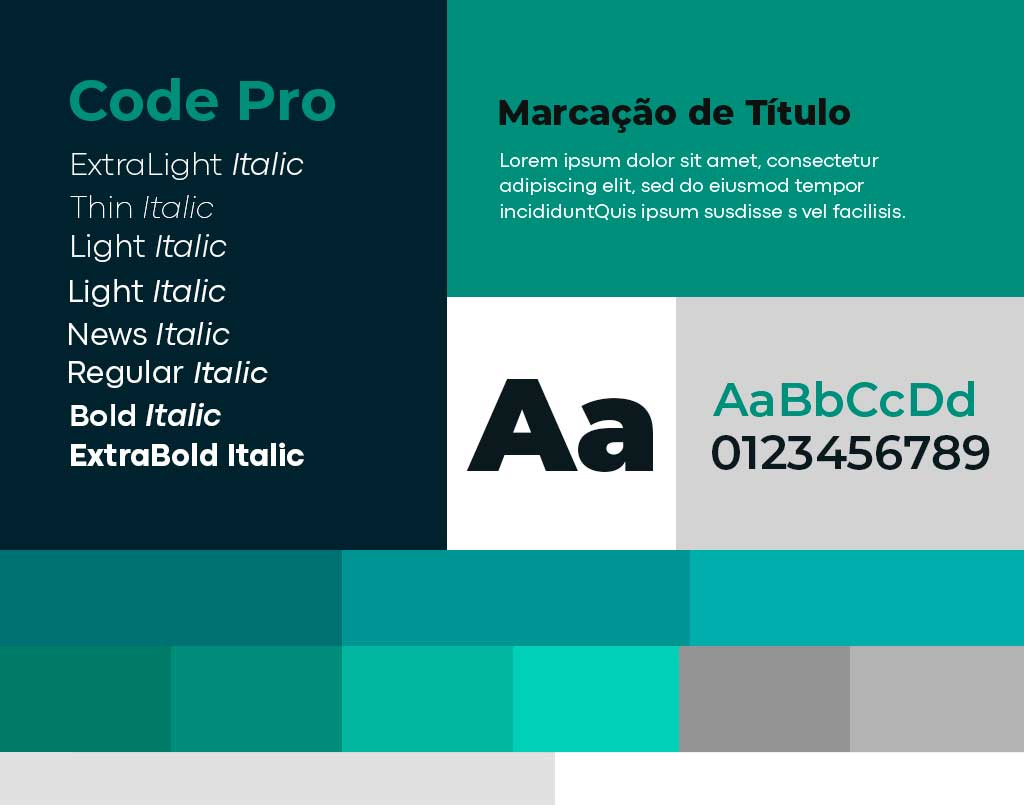 Code Pro
ExtraLight Italic
Thin Italic
Light Italic
Light Italic
News Italic
Regular Italic
Bold Italic
ExtraBold Italic
Marcação de Título
Lorem ipsum dolor sit amet, consectetur
adipiscing elit, sed do eiusmod tempor
incididuntQuis ipsum susdisse s vel facilisis.
Aa
AaBbCcDd
0123456789